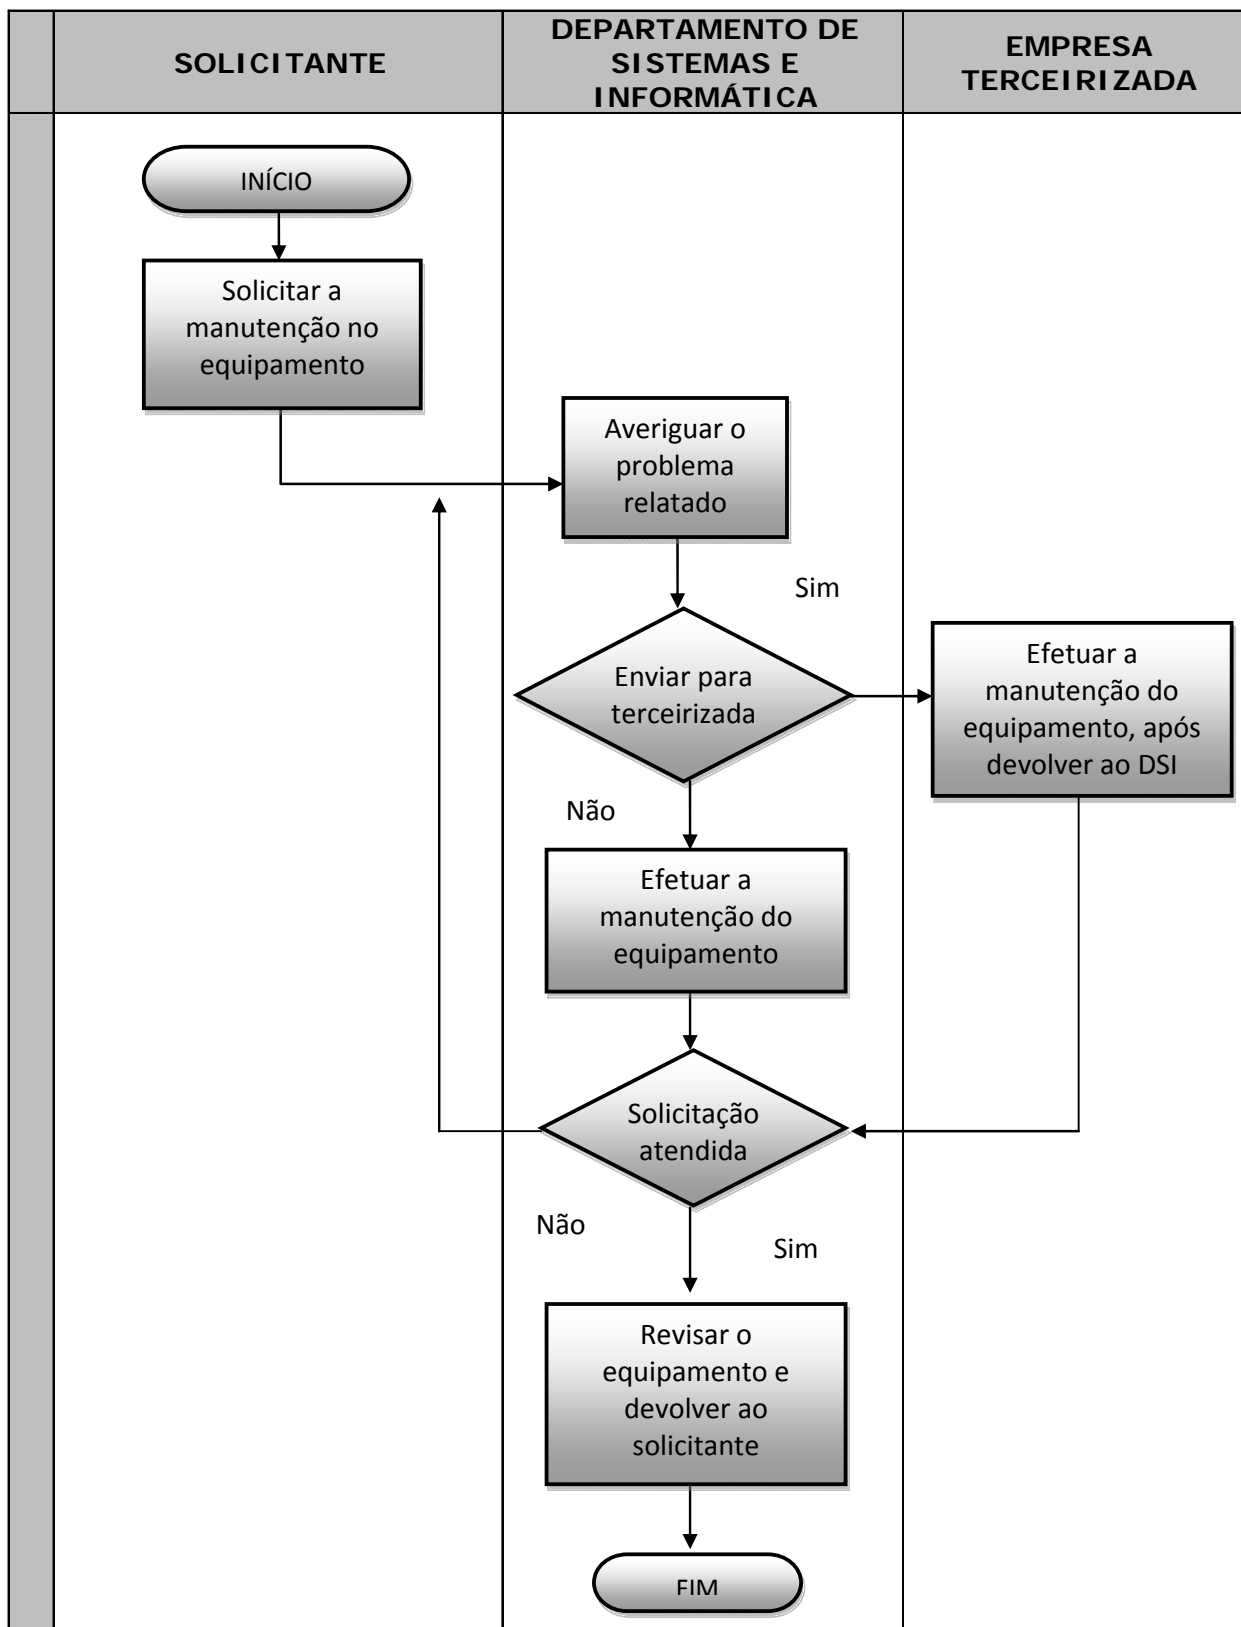 SOLICITANTE
DEPARTAMENTO DE
SISTEMAS E
INFORMÁTICA
EMPRESA
TERCEIRIZADA
INÍCIO
Solicitar a
manutenção no
equipamento
Averiguar o
problema
relatado
Sim
Enviar para
terceirizada
Efetuar a
manutenção do
equipamento, após
devolver ao DSI
Não
Efetuar a
manutenção do
equipamento
Solicitação
atendida
Não
Sim
Revisar o
equipamento e
devolver ao
solicitante
FIM